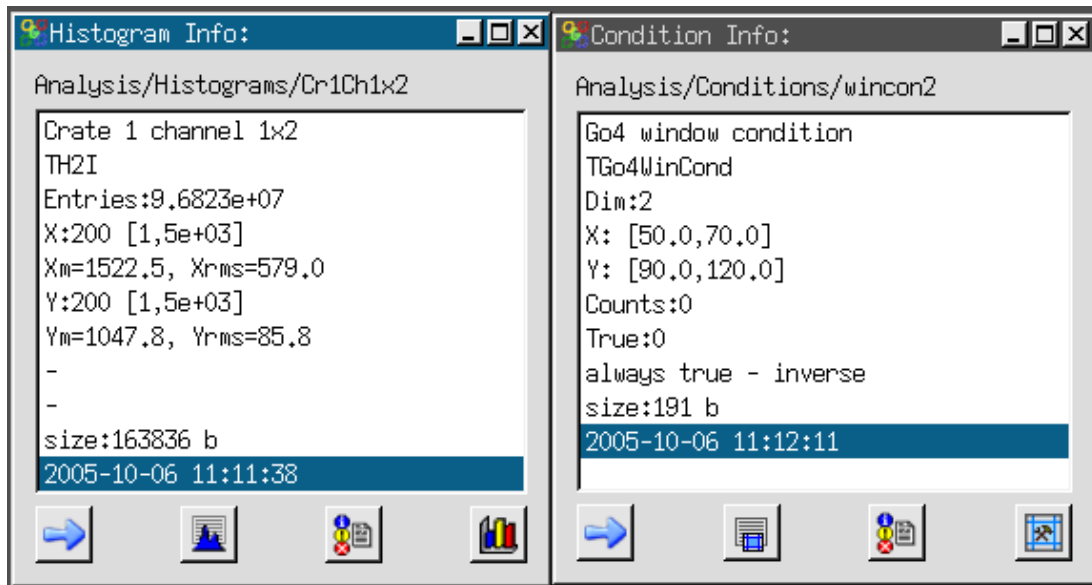 Histogram Info:
Analysis/Histograms/Cr1Ch1x2
Crate 1 channel 1x2
TH2I
Entries:9.6823e+07
X:200 [1,5e+03]
Xm=1522.5, Xrms=579.0
Y:200 [1,5e+03]
Ym=1047.8, Yrms=85.8
-
-
size:163836 b
2005-10-06 11:11:38
Condition Info:
Analysis/Conditions/wincon2
Go4 window condition
TGo4WinCond
Dim:2
X: [50.0,70.0]
Y: [90.0,120.0]
Counts:0
True:0
always true - inverse
size:191 b
2005-10-06 11:12:11